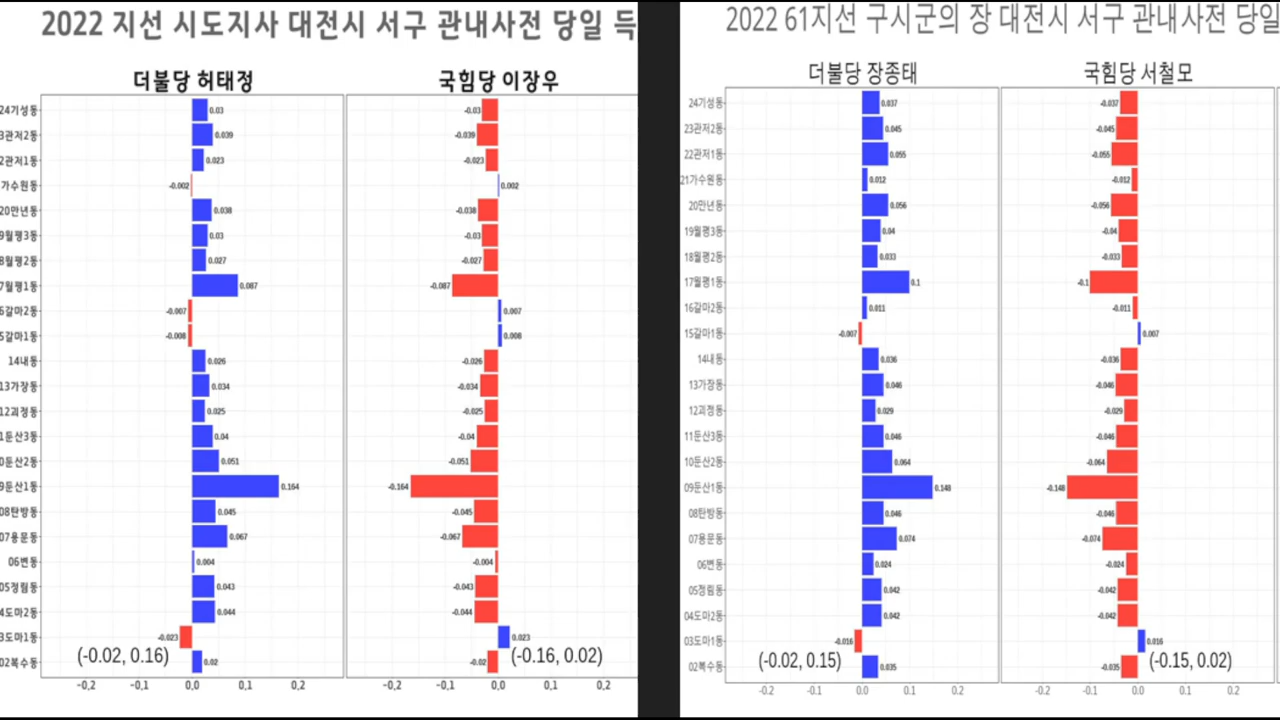 2022 지선 시도지사 대전시 서구 관내사전 당일 득
더불당 허태정
국힘당 이장우
24기성동 0.03 -0.03
3관저2동 0.039 -0.039
2관저1동 0.023 -0.023
가수원동 -0.002 0.002
20만년동 0.038 -0.038
9월평3동 0.03 -0.03
8월평2동 0.027 -0.027
7월평1동 0.087 -0.087
6갈마2동 -0.007 0.007
5갈마1동 -0.008 0.008
14내동 0.026 -0.026
13가장동 0.034 -0.034
12괴정동 0.025 -0.025
1둔산3동 0.04 -0.04
0둔산2동 0.051 -0.051
9둔산1동 0.164 -0.164
08탄방동 0.045 -0.045
07용문동 0.067 -0.067
06변동 0.004 -0.004
05정림동 0.043 -0.043
4도마2동 0.044 -0.044
3도마1동 -0.023 0.023
02복수동 0.02 -0.02
(-0.02, 0.16) (-0.16, 0.02)
-0,2 -0,1 0,0 0,1 0,2 -0,2 -0,1 0,0 0,1 0,2
2022 61지선 구시군의 장 대전시 서구 관내사전 당일
더불당 장종태
국힘당 서철모
24기성동 0.037 -0.037
23관저2동 0.045 -0.045
22관저1동 0.055 -0.055
21가수원동 0.012 -0.012
20만년동 0.056 -0.056
19월평3동 0.04 -0.04
18월평2동 0.033 -0.033
17월평1동 0.1 -0.1
16갈마2동 0.011 -0.011
15갈마1동 -0.007 0.007
14내동 0.036 -0.036
13가장동 0.046 -0.046
12괴정동 0.029 -0.029
11둔산3동 0.046 -0.046
10둔산2동 0.064 -0.064
09둔산1동 0.148 -0.148
08탄방동 0.046 -0.046
07용문동 0.074 -0.074
06변동 0.024 -0.024
05정림동 0.042 -0.042
04도마2동 0.042 -0.042
03도마1동 -0.016 0.016
02복수동 0.035 -0.035
(-0.02, 0.15) (-0.15, 0.02)
-0.2 -0.1 0.0 0.1 0.2 -0.2 -0.1 0.0 0.1 0.2